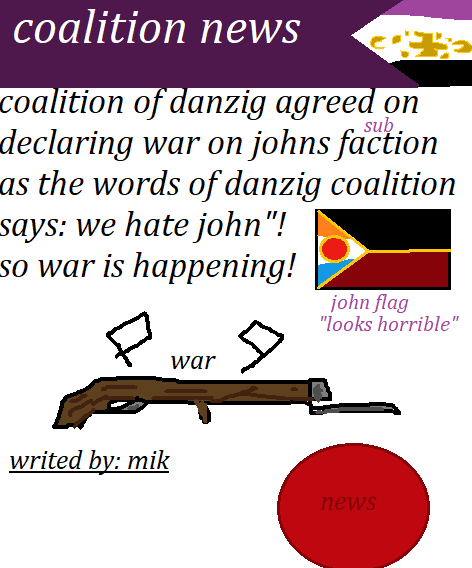 coalition news
coalition of danzig agreed on
sub
declaring war on johns faction
as the words of danzig coalition
says: we hate john"!
so war is happening!
john flag
"looks horrible"
war
writed by: mik
news